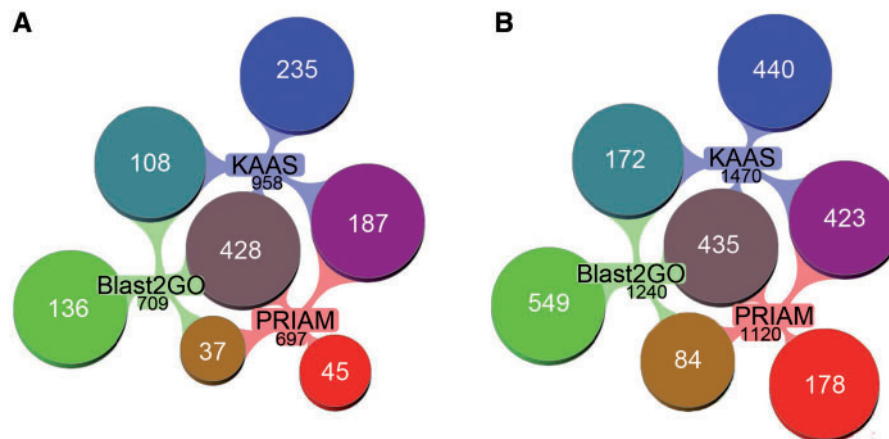 A
235
108
KAAS
958
187
428
Blast2GO
709
136
PRIAM
697
37
45
B
440
172
KAAS
1470
423
435
Blast2GO
1240
549
PRIAM
1120
84
178